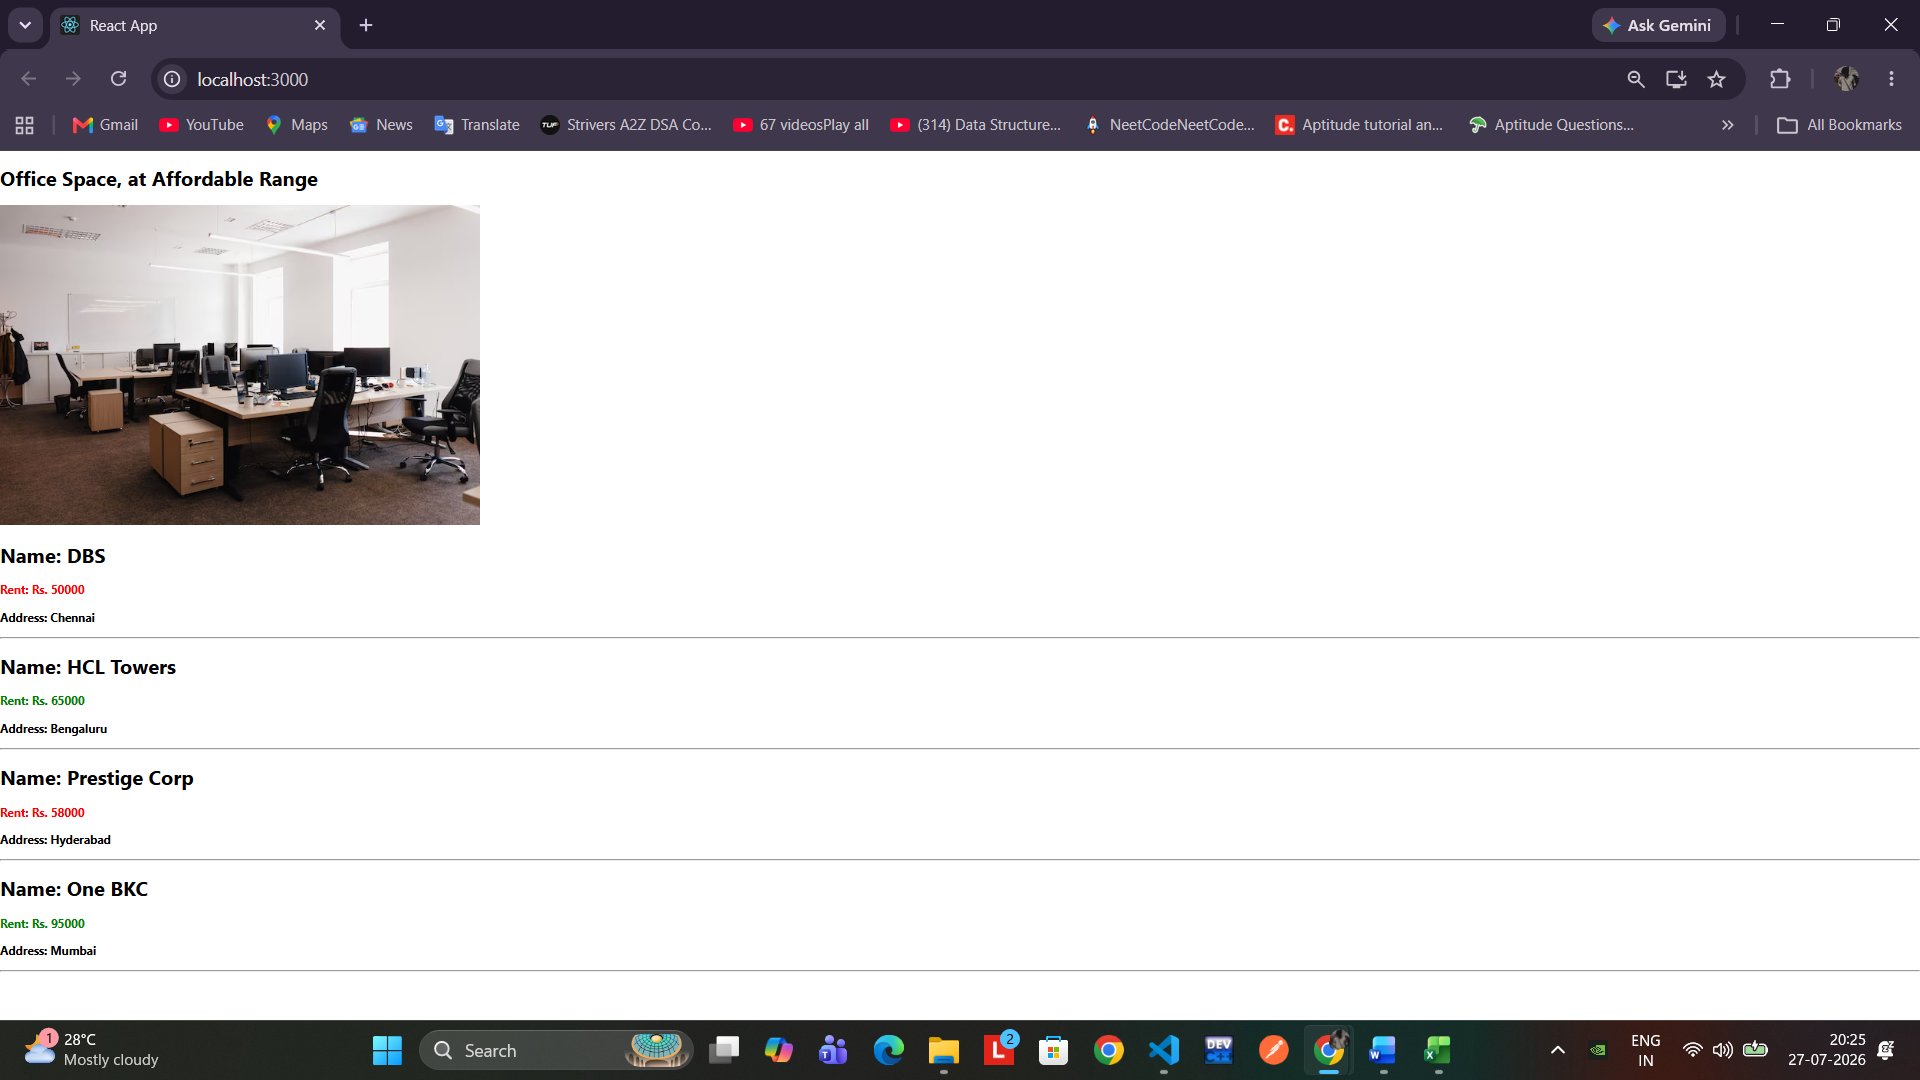 React App
Ask Gemini
localhost:3000
Gmail
YouTube
Maps
News
Translate
TUF
Strivers A2Z DSA Co...
67 videosPlay all
(314) Data Structure...
NeetCodeNeetCode...
C.
Aptitude tutorial an...
Aptitude Questions...
All Bookmarks
Office Space, at Affordable Range
Name: DBS
Rent: Rs. 50000
Address: Chennai
Name: HCL Towers
Rent: Rs. 65000
Address: Bengaluru
Name: Prestige Corp
Rent: Rs. 58000
Address: Hyderabad
Name: One BKC
Rent: Rs. 95000
Address: Mumbai
1
28°C
Mostly cloudy
Search
T
L
2
DEV
C++
W
X
ENG
IN
20:25
27-07-2026